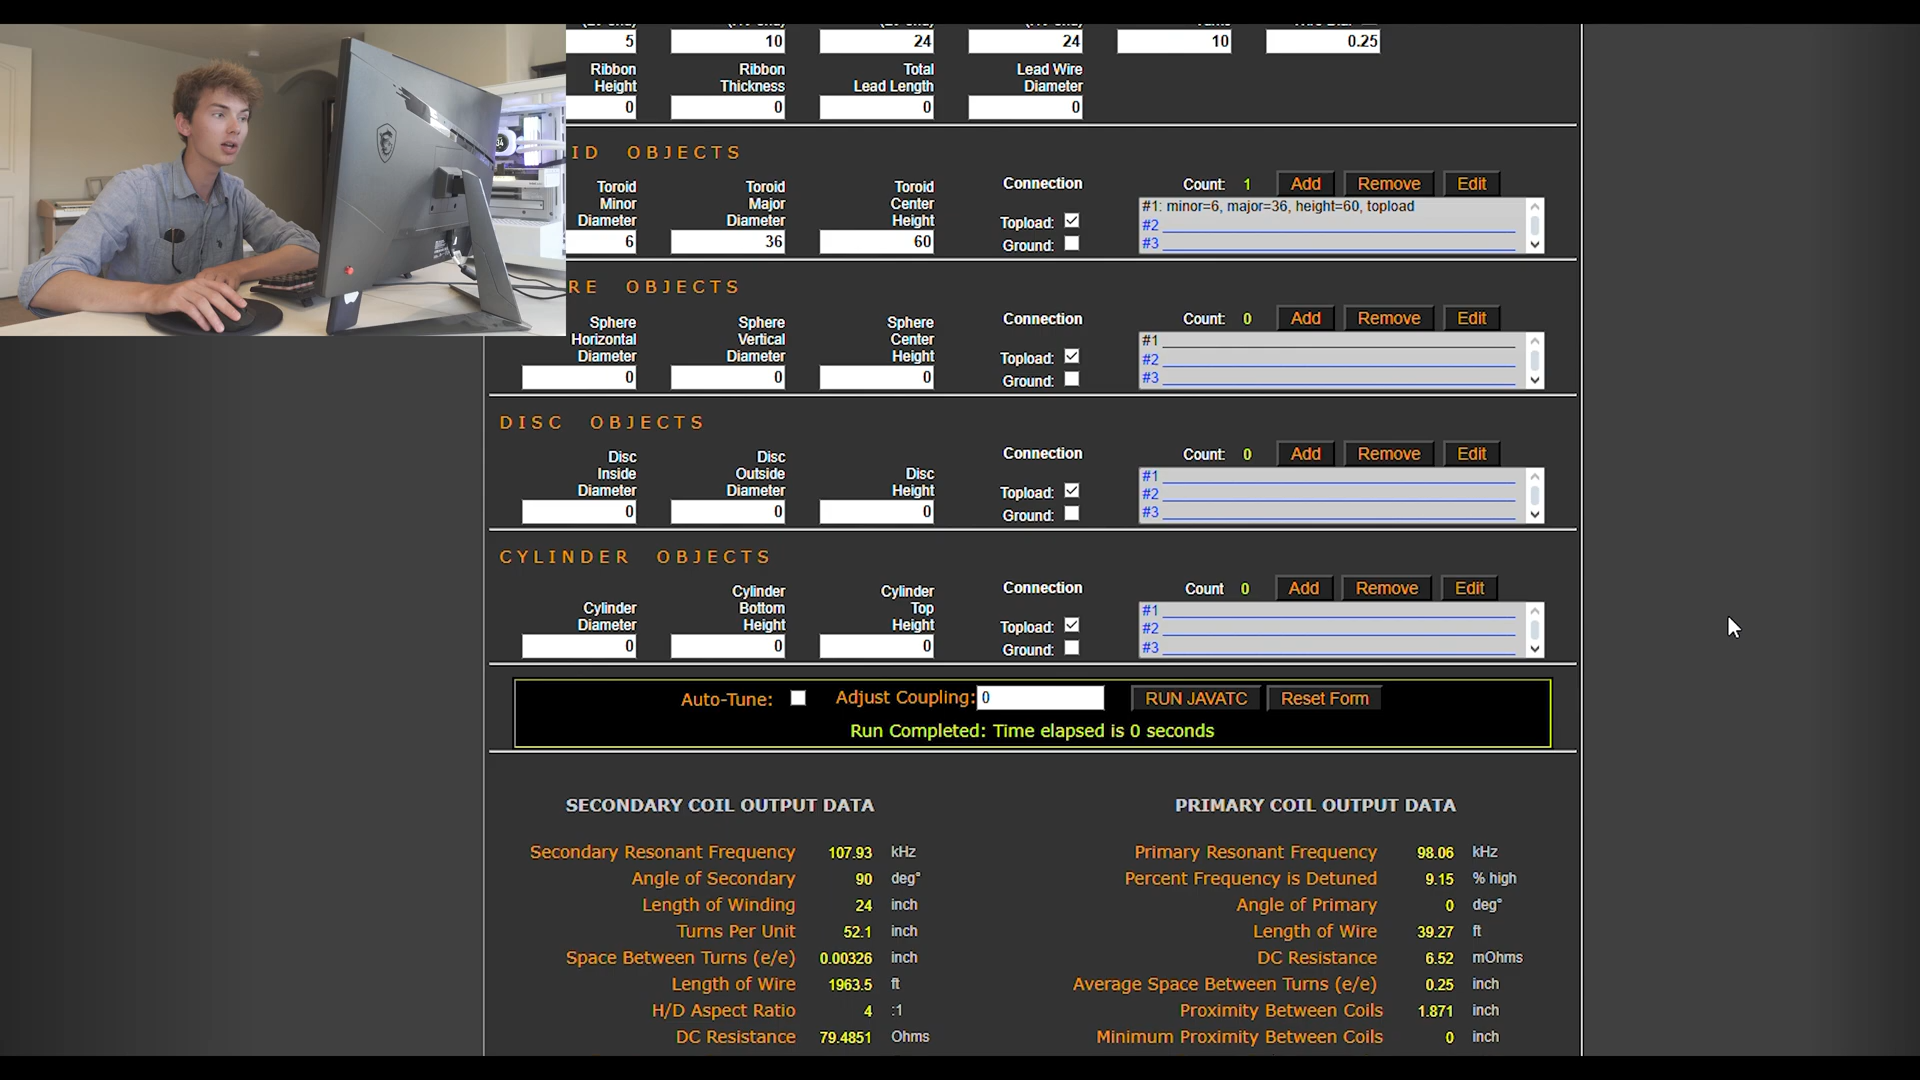 5 10 24 24 10 0.25
Ribbon Height Ribbon Thickness Total Lead Length Lead Wire Diameter
0 0 0 0
ID OBJECTS
Toroid Minor Diameter Toroid Major Diameter Toroid Center Height Connection Count: 1 Add Remove Edit
6 36 60 Topload: Ground:
#1: minor=6, major=36, height=60, topload
#2
#3
RE OBJECTS
Sphere Horizontal Diameter Sphere Vertical Diameter Sphere Center Height Connection Count: 0 Add Remove Edit
0 0 0 Topload: Ground:
#1
#2
#3
DISC OBJECTS
Disc Inside Diameter Disc Outside Diameter Disc Height Connection Count: 0 Add Remove Edit
0 0 0 Topload: Ground:
#1
#2
#3
CYLINDER OBJECTS
Cylinder Diameter Cylinder Bottom Height Cylinder Top Height Connection Count 0 Add Remove Edit
0 0 0 Topload: Ground:
#1
#2
#3
Auto-Tune: Adjust Coupling: 0 RUN JAVATC Reset Form
Run Completed: Time elapsed is 0 seconds
SECONDARY COIL OUTPUT DATA PRIMARY COIL OUTPUT DATA
Secondary Resonant Frequency 107.93 kHz Primary Resonant Frequency 98.06 kHz
Angle of Secondary 90 deg° Percent Frequency is Detuned 9.15 % high
Length of Winding 24 inch Angle of Primary 0 deg°
Turns Per Unit 52.1 inch Length of Wire 39.27 ft
Space Between Turns (e/e) 0.00326 inch DC Resistance 6.52 mOhms
Length of Wire 1963.5 ft Average Space Between Turns (e/e) 0.25 inch
H/D Aspect Ratio 4 :1 Proximity Between Coils 1.871 inch
DC Resistance 79.4851 Ohms Minimum Proximity Between Coils 0 inch